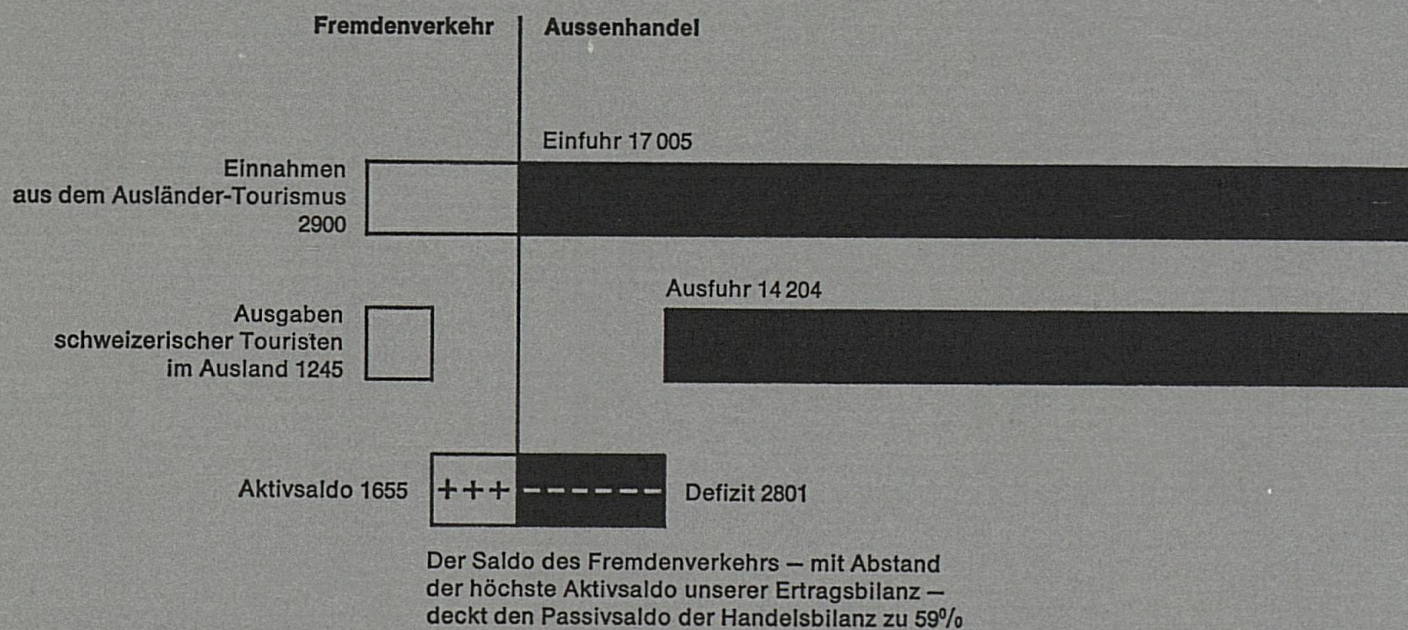 Fremdenverkehr
Aussenhandel
Einfuhr 17 005
Einnahmen
aus dem Ausländer-Tourismus
2900
Ausfuhr 14 204
Ausgaben
schweizerischer Touristen
im Ausland 1245
Aktivsaldo 1655
+++
––––––
Defizit 2801
Der Saldo des Fremdenverkehrs – mit Abstand
der höchste Aktivsaldo unserer Ertragsbilanz –
deckt den Passivsaldo der Handelsbilanz zu 59%